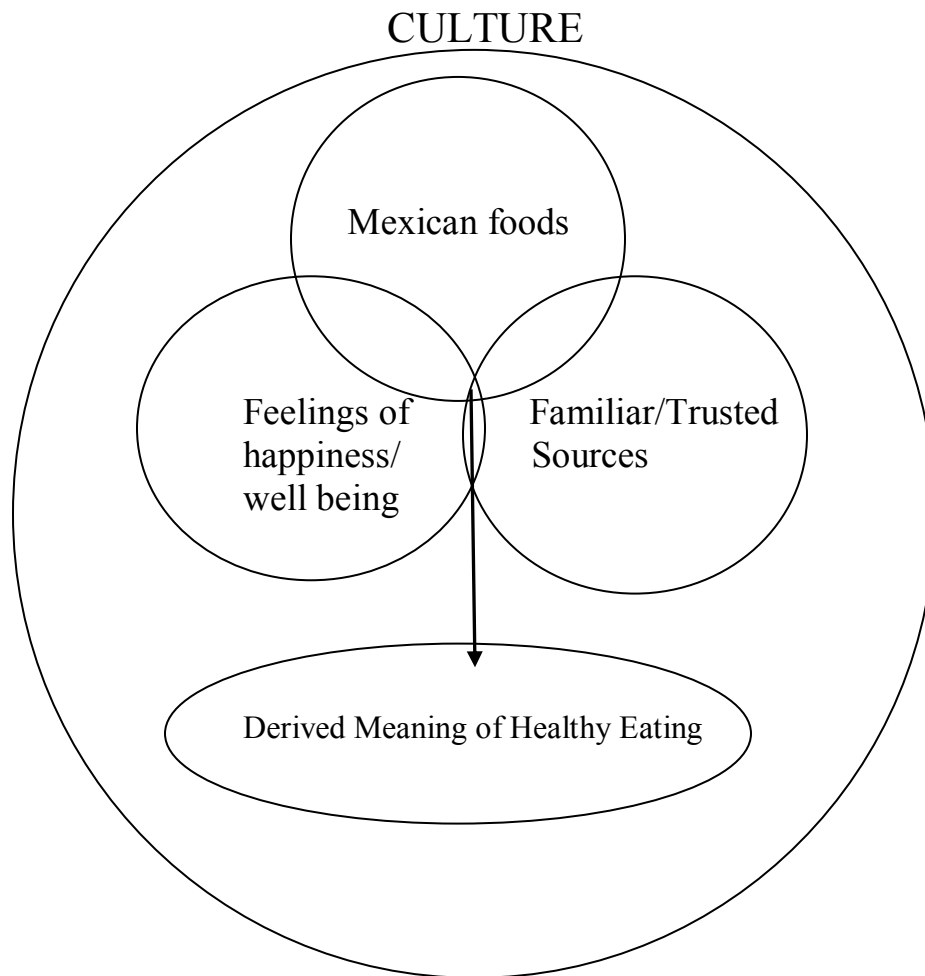 CULTURE
Mexican foods
Feelings of
happiness/
well being
Familiar/Trusted
Sources
Derived Meaning of Healthy Eating